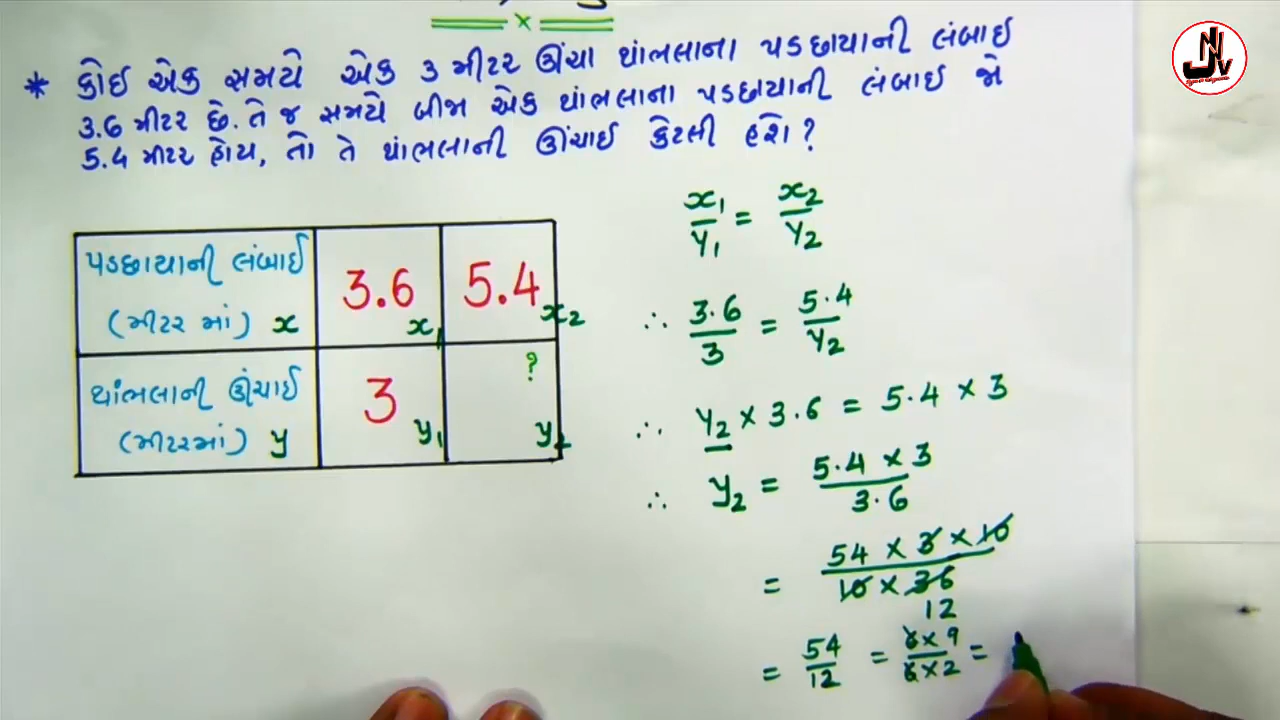 * કોઈ એક સમયે એક 3 મીટર ઊંચા થાંભલાના પડછાયાની લંબાઈ
3.6 મીટર છે. તે જ સમયે બીજા એક થાંભલાના પડછાયાની લંબાઈ જો
5.4 મીટર હોય, તો તે થાંભલાની ઊંચાઈ કેટલી હશે?
પડછાયાની લંબાઈ
(મીટર માં) x
3.6 x₁
5.4 x₂
થાંભલાની ઊંચાઈ
(મીટરમાં) y
3 y₁
? y₂
x₁/y₁ = x₂/y₂
∴ 3.6/3 = 5.4/y₂
∴ y₂ × 3.6 = 5.4 × 3
∴ y₂ = 5.4 × 3/3.6
= 54 × 3 × 10/10 × 36
12
= 54/12 = 6 × 9/6 × 2 =